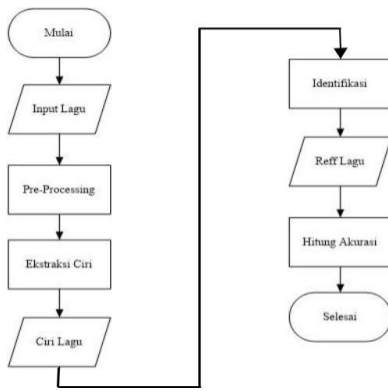 Mulai
Input Lagu
Pre-Processing
Ekstraksi Ciri
Ciri Lagu
Identifikasi
Reff Lagu
Hitung Akurasi
Selesai